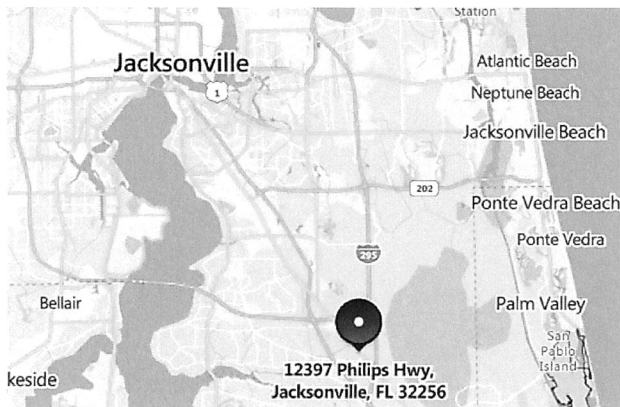 Station
Jacksonville
Atlantic Beach
1
Neptune Beach
Jacksonville Beach
202
Ponte Vedra Beach
Ponte Vedra
295
Bellair
Palm Valley
San
Pablo
Island
12397 Philips Hwy,
Jacksonville, FL 32256
keside